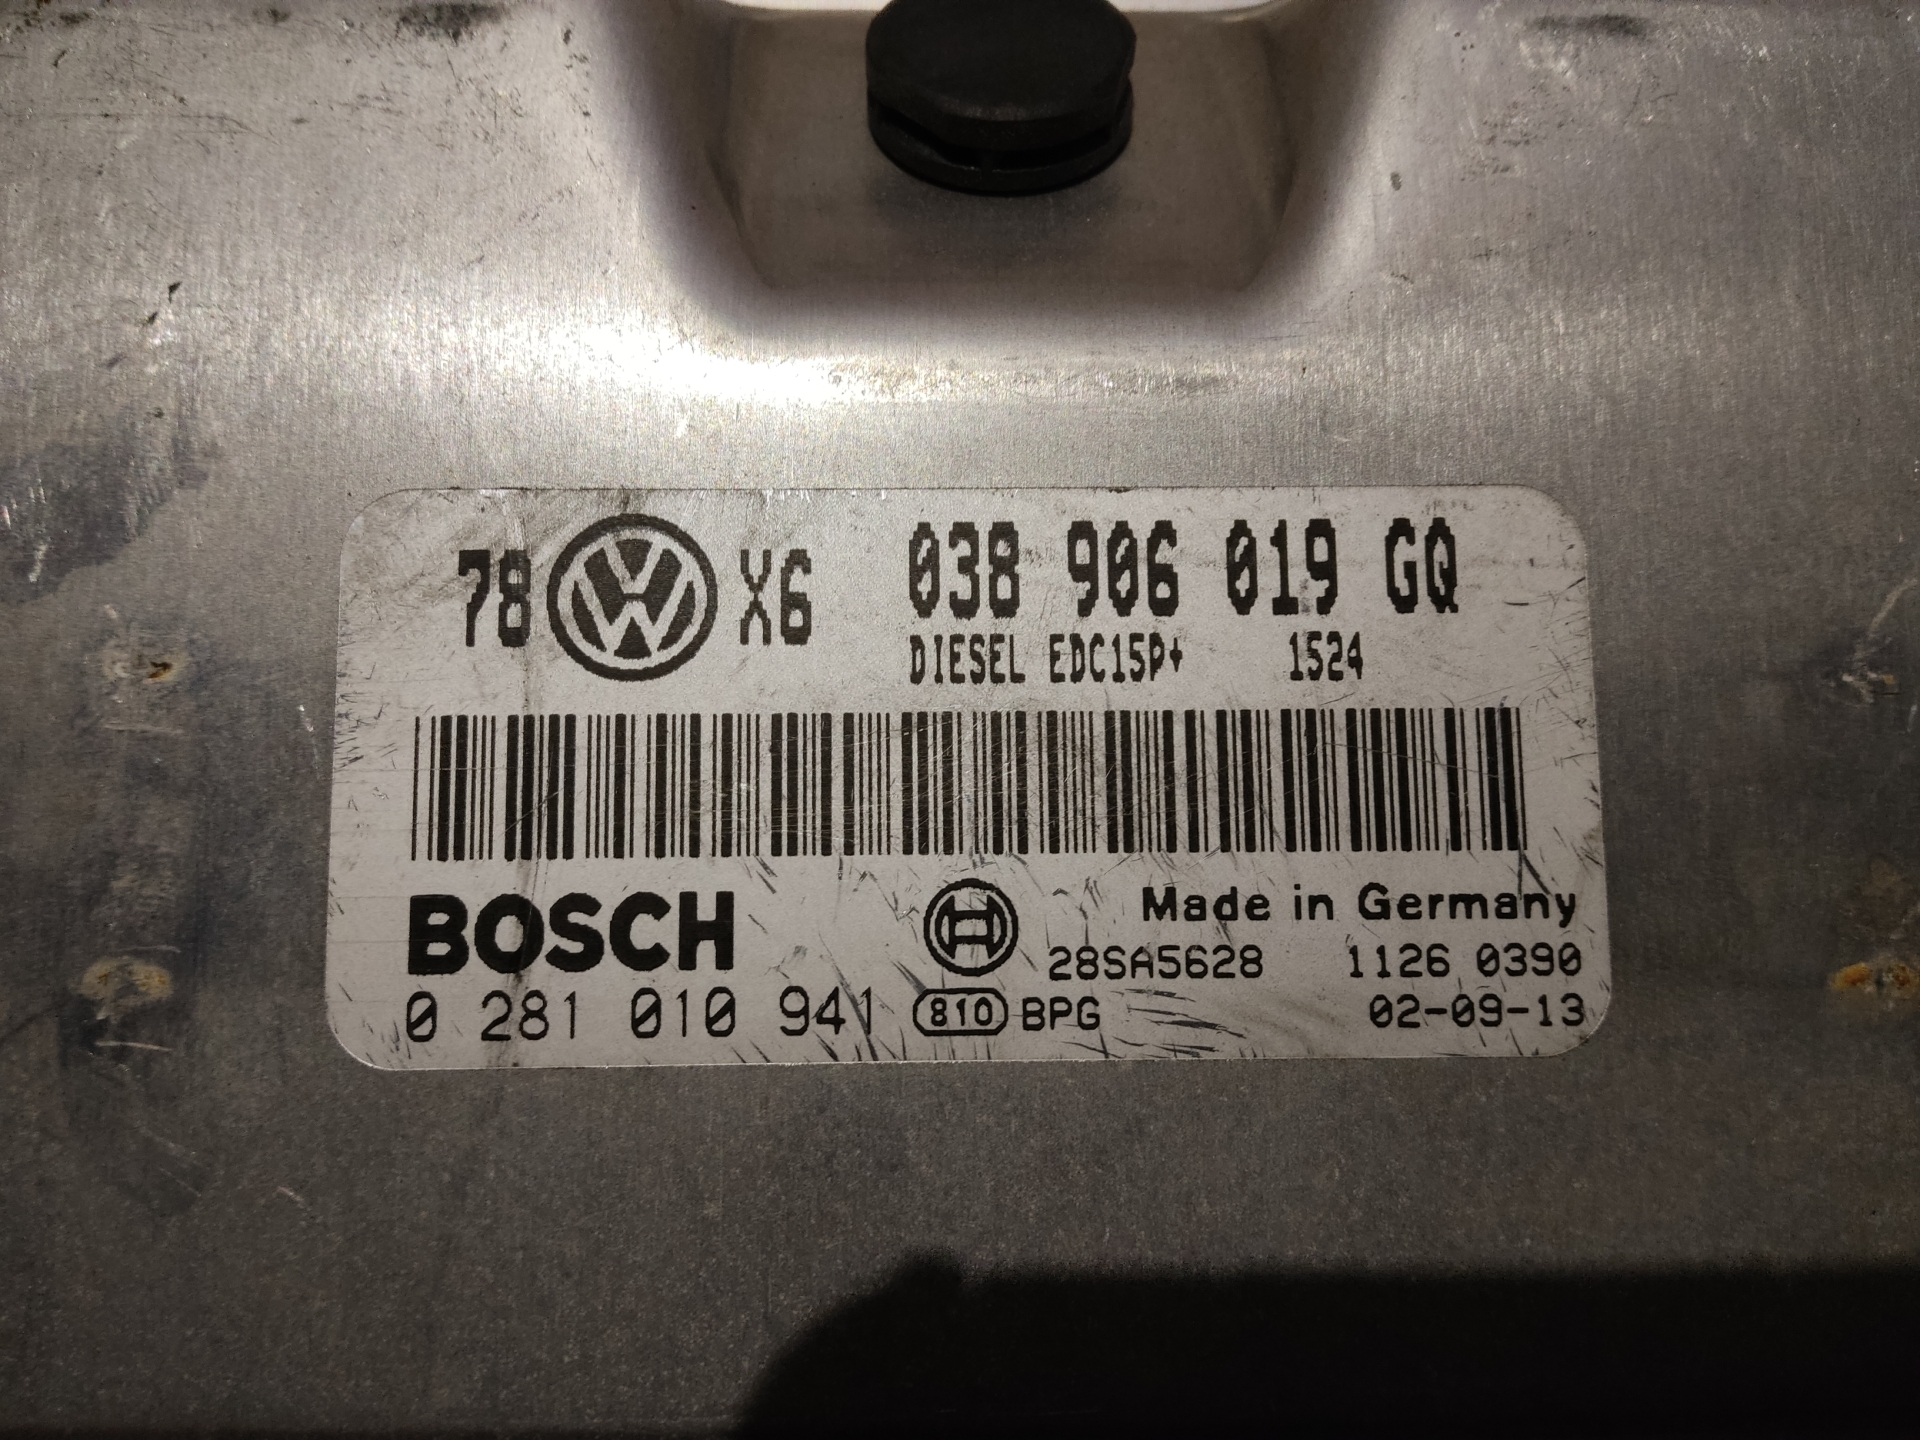 78 VW X6 038 906 019 GQ
DIESEL EDC15P+ 1524
BOSCH
Made in Germany
28SA5628 1126 0390
0 281 010 941 810 BPG 02-09-13